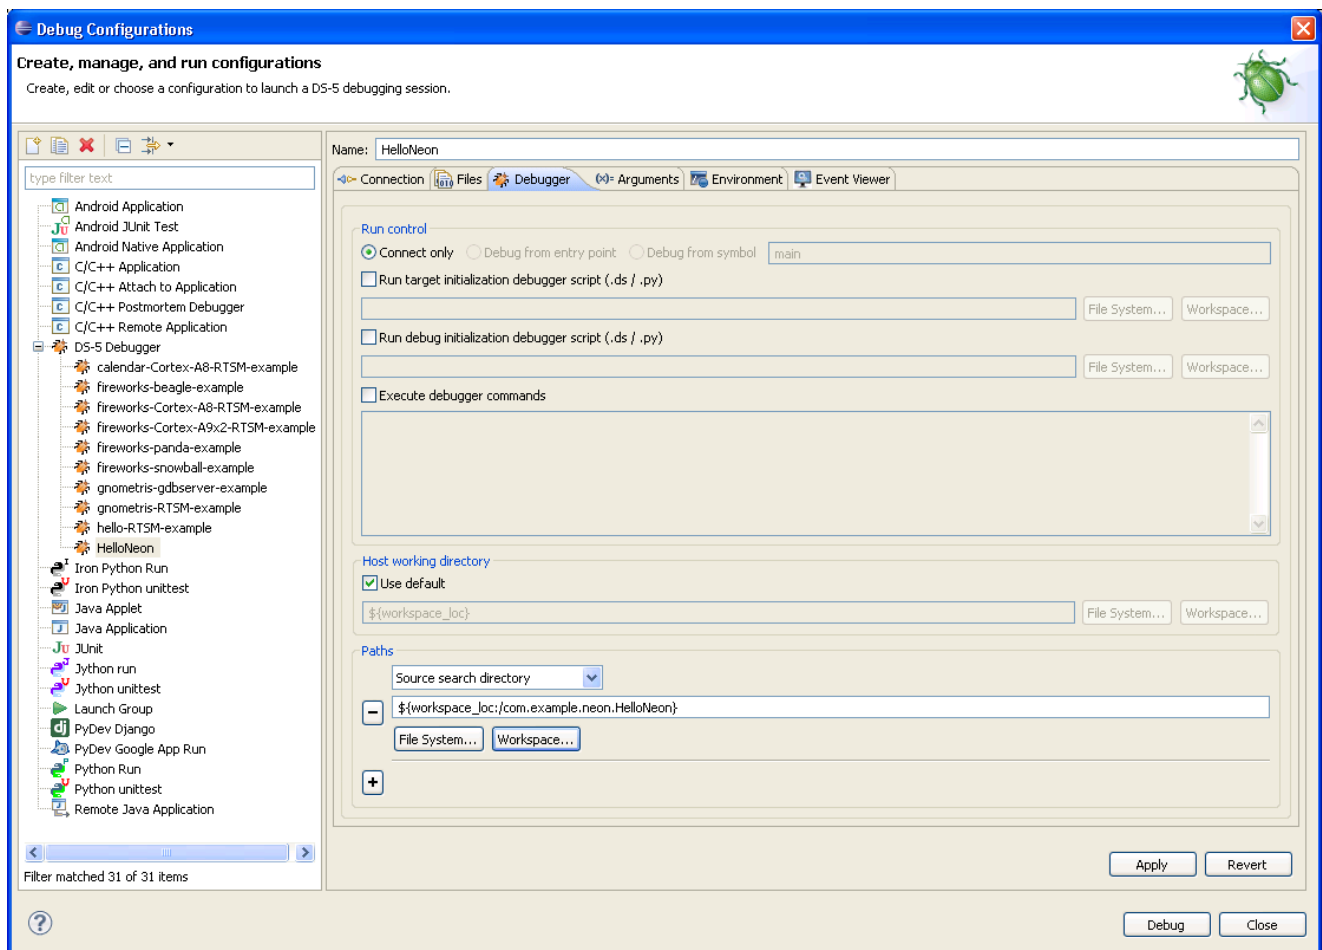 Debug Configurations
Create, manage, and run configurations
Create, edit or choose a configuration to launch a DS-5 debugging session.
type filter text
Android Application
Android JUnit Test
Android Native Application
C/C++ Application
C/C++ Attach to Application
C/C++ Postmortem Debugger
C/C++ Remote Application
DS-5 Debugger
calendar-Cortex-A8-RTSM-example
fireworks-beagle-example
fireworks-Cortex-A8-RTSM-example
fireworks-Cortex-A9x2-RTSM-example
fireworks-panda-example
fireworks-snowball-example
gnometris-gdbserver-example
gnometris-RTSM-example
hello-RTSM-example
HelloNeon
Iron Python Run
Iron Python unittest
Java Applet
Java Application
JUnit
Jython run
Jython unittest
Launch Group
PyDev Django
PyDev Google App Run
Python Run
Python unittest
Remote Java Application
Filter matched 31 of 31 items
Name: HelloNeon
Connection Files Debugger (x)= Arguments Environment Event Viewer
Run control
Connect only Debug from entry point Debug from symbol main
Run target initialization debugger script (.ds / .py)
File System... Workspace...
Run debug initialization debugger script (.ds / .py)
File System... Workspace...
Execute debugger commands
Host working directory
Use default
${workspace_loc} File System... Workspace...
Paths
Source search directory
${workspace_loc:/com.example.neon.HelloNeon}
File System... Workspace...
Apply Revert
Debug Close